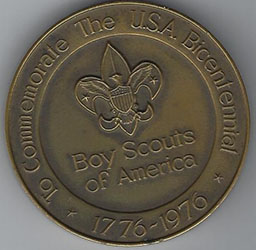 To Commemorate The U.S.A. Bicentennial
Boy Scouts
of America
* 1776-1976 *